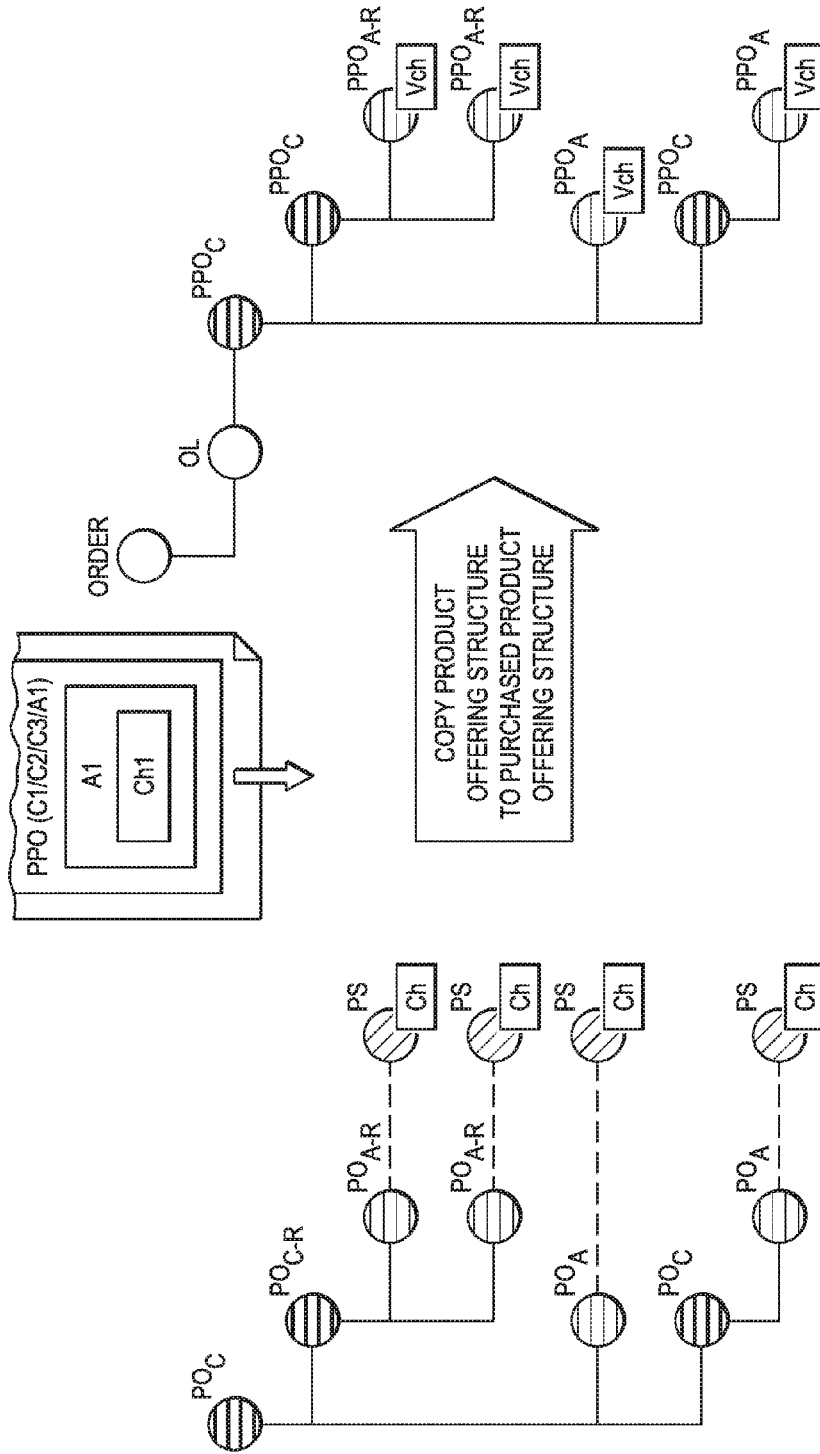 PO_C
PO_C-R
PO_A-R
PS
Ch
PO_A-R
PS
Ch
PO_A
PS
Ch
PO_C
PO_A
PS
Ch
PPO (C1/C2/C3/A1)
A1
Ch1
COPY PRODUCT
OFFERING STRUCTURE
TO PURCHASED PRODUCT
OFFERING STRUCTURE
ORDER
OL
PPO_C
PPO_C
PPO_A-R
Vch
PPO_A-R
Vch
PPO_A
Vch
PPO_C
PPO_A
Vch